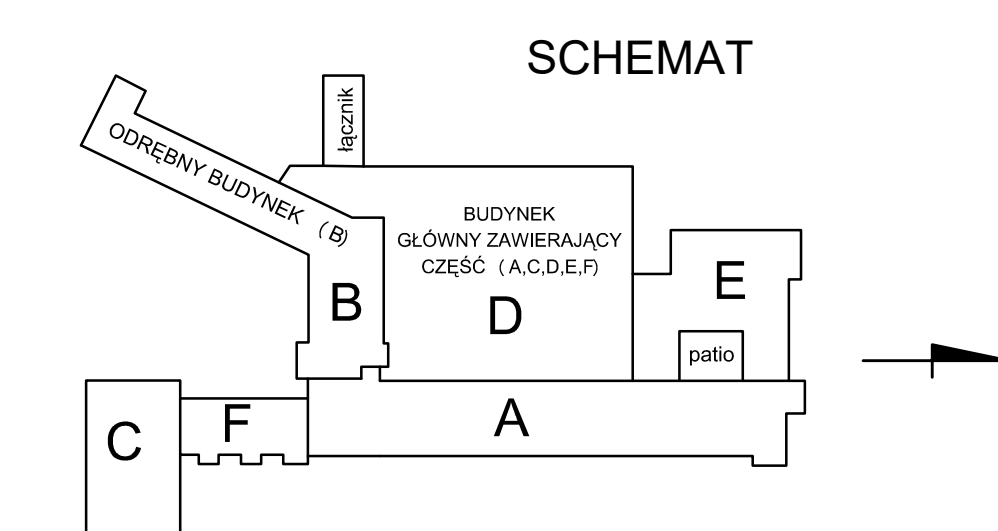 SCHEMAT
łącznik
ODRĘBNY BUDYNEK (B)
BUDYNEK
GŁÓWNY ZAWIERAJĄCY
CZĘŚĆ (A,C,D,E,F)
E
B
D
patio
A
F
C